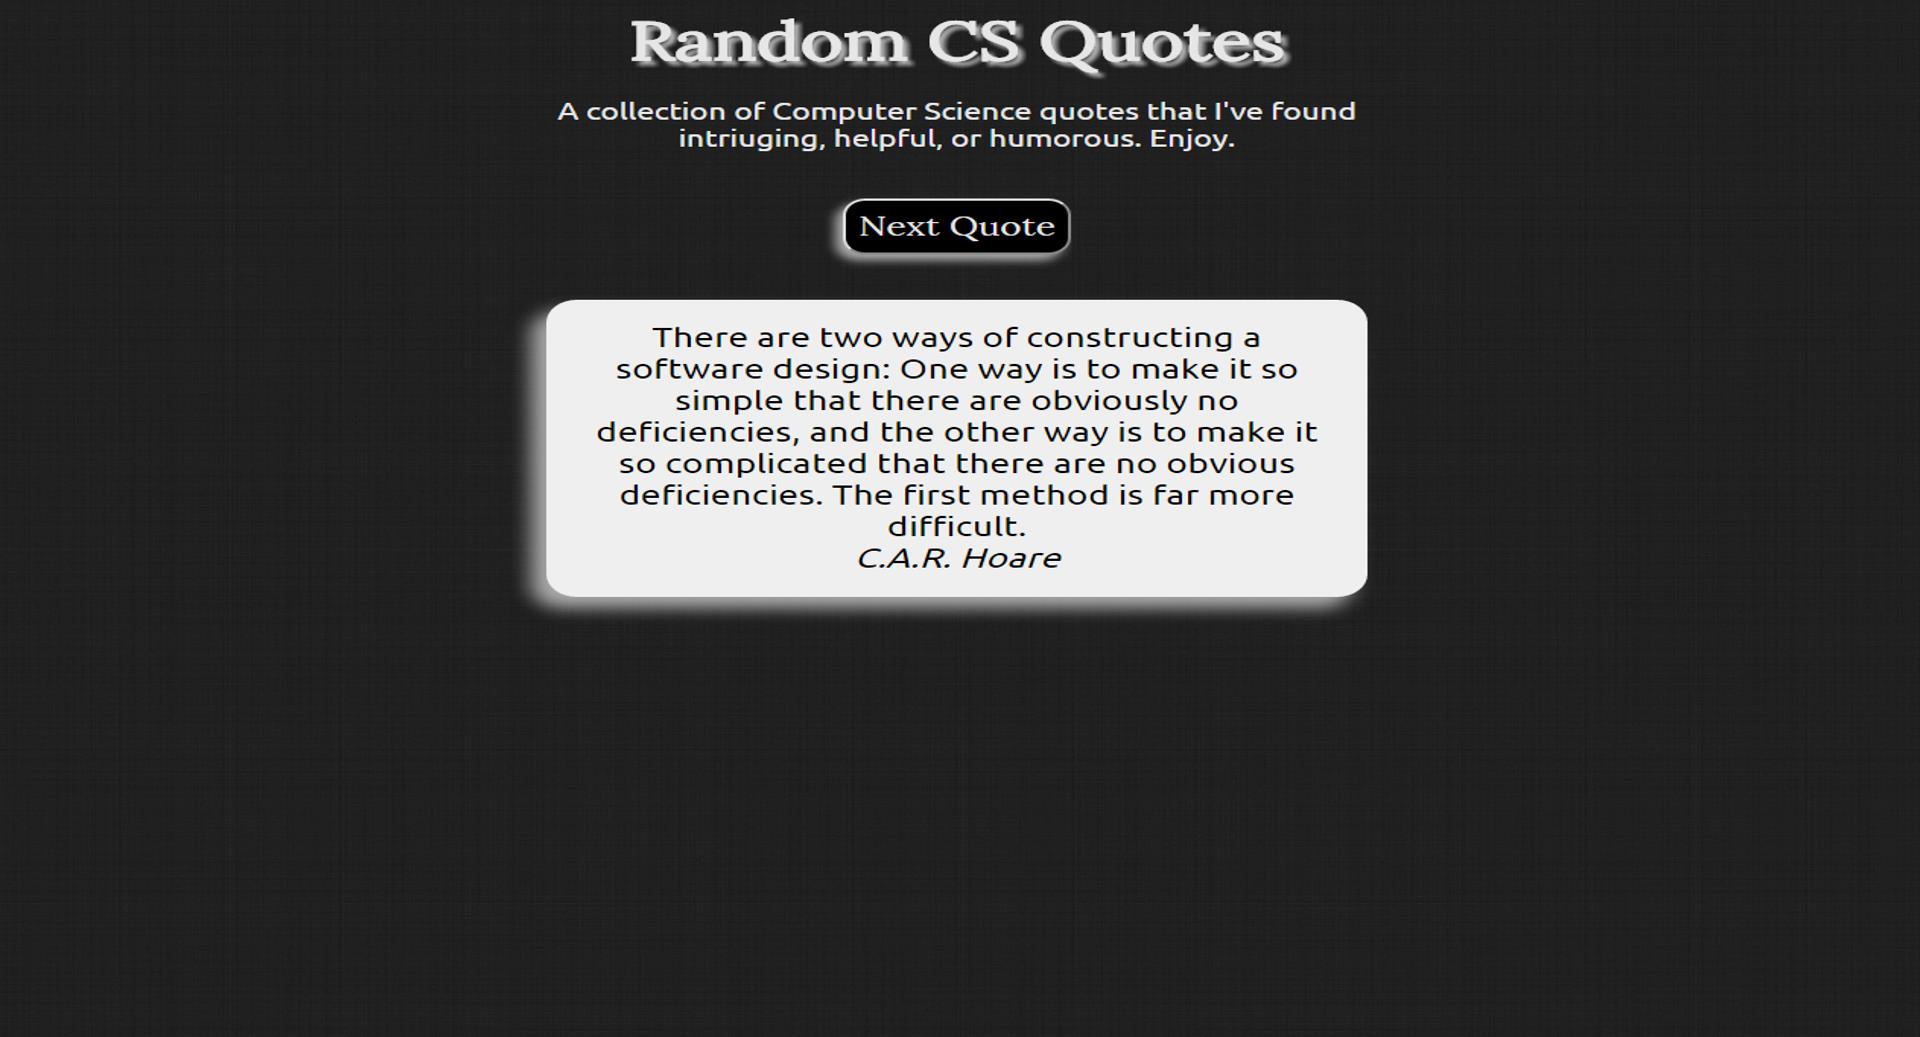 Random CS Quotes
A collection of Computer Science quotes that I've found
intriuging, helpful, or humorous. Enjoy.
Next Quote
There are two ways of constructing a
software design: One way is to make it so
simple that there are obviously no
deficiencies, and the other way is to make it
so complicated that there are no obvious
deficiencies. The first method is far more
difficult.
C.A.R. Hoare